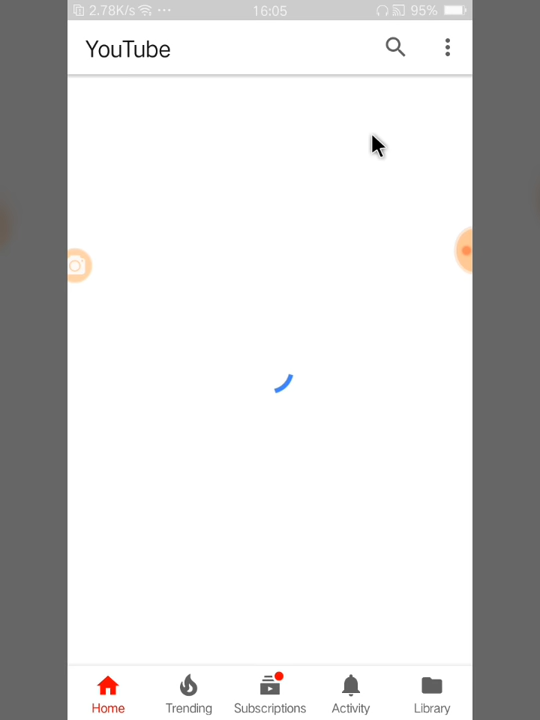 2.78K/s ... 16:05 95%
YouTube
Home Trending Subscriptions Activity Library